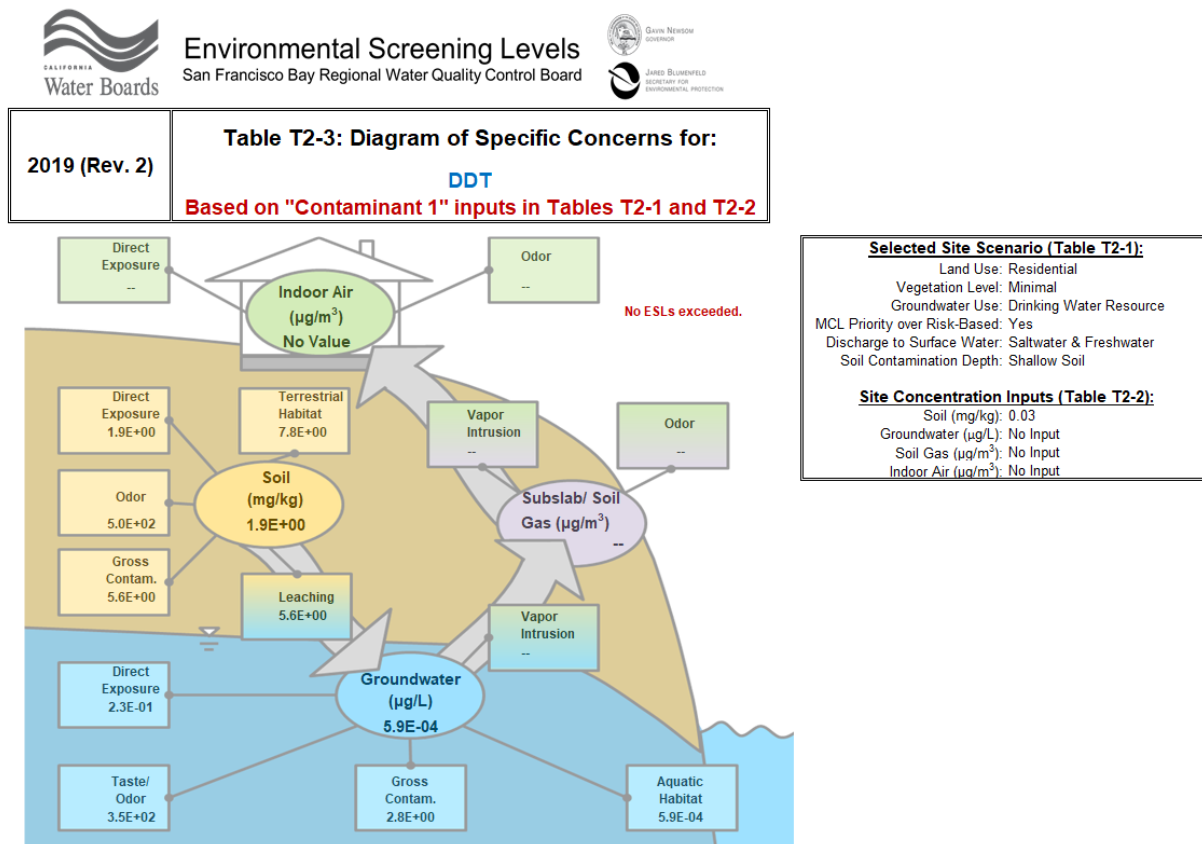 CALIFORNIA
Water Boards
Environmental Screening Levels
San Francisco Bay Regional Water Quality Control Board
GAVIN NEWSOM
GOVERNOR
JARED BLUMENFELD
SECRETARY FOR
ENVIRONMENTAL PROTECTION
2019 (Rev. 2)
Table T2-3: Diagram of Specific Concerns for:
DDT
Based on "Contaminant 1" inputs in Tables T2-1 and T2-2
Direct
Exposure
--
Indoor Air
(µg/m³)
No Value
Odor
--
No ESLs exceeded.
Selected Site Scenario (Table T2-1):
Land Use: Residential
Vegetation Level: Minimal
Groundwater Use: Drinking Water Resource
MCL Priority over Risk-Based: Yes
Discharge to Surface Water: Saltwater & Freshwater
Soil Contamination Depth: Shallow Soil
Site Concentration Inputs (Table T2-2):
Soil (mg/kg): 0.03
Groundwater (µg/L): No Input
Soil Gas (µg/m³): No Input
Indoor Air (µg/m³): No Input
Direct
Exposure
1.9E+00
Terrestrial
Habitat
7.8E+00
Vapor
Intrusion
--
Odor
--
Odor
5.0E+02
Soil
(mg/kg)
1.9E+00
Subslab/ Soil
Gas (µg/m³)
--
Gross
Contam.
5.6E+00
Leaching
5.6E+00
Vapor
Intrusion
--
Direct
Exposure
2.3E-01
Groundwater
(µg/L)
5.9E-04
Taste/
Odor
3.5E+02
Gross
Contam.
2.8E+00
Aquatic
Habitat
5.9E-04